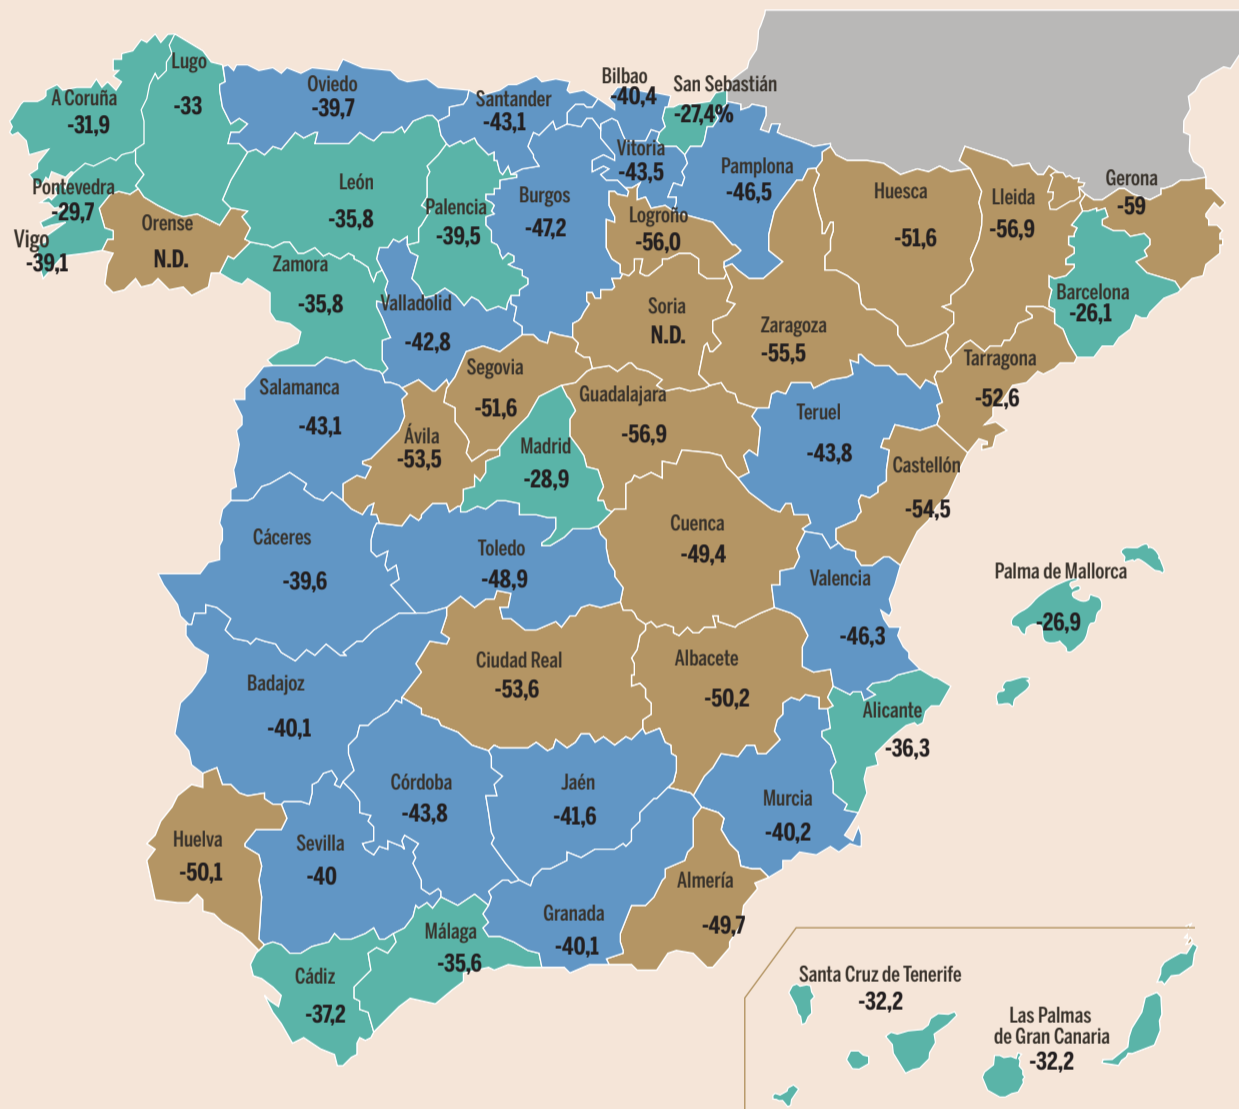 Lugo
-33
A Coruña
-31,9
Oviedo
-39,7
Santander
-43,1
Bilbao
-40,4
San Sebastián
-27,4%
Vitoria
-43,5
Pamplona
-46,5
Pontevedra
-29,7
Vigo
-39,1
Orense
N.D.
León
-35,8
Palencia
-39,5
Burgos
-47,2
Logroño
-56,0
Huesca
-51,6
Lleida
-56,9
Gerona
-59
Barcelona
-26,1
Zamora
-35,8
Valladolid
-42,8
Soria
N.D.
Zaragoza
-55,5
Tarragona
-52,6
Salamanca
-43,1
Segovia
-51,6
Ávila
-53,5
Madrid
-28,9
Guadalajara
-56,9
Teruel
-43,8
Castellón
-54,5
Cáceres
-39,6
Toledo
-48,9
Cuenca
-49,4
Valencia
-46,3
Palma de Mallorca
-26,9
Badajoz
-40,1
Ciudad Real
-53,6
Albacete
-50,2
Alicante
-36,3
Huelva
-50,1
Sevilla
-40
Córdoba
-43,8
Jaén
-41,6
Murcia
-40,2
Granada
-40,1
Almería
-49,7
Málaga
-35,6
Cádiz
-37,2
Santa Cruz de Tenerife
-32,2
Las Palmas
de Gran Canaria
-32,2